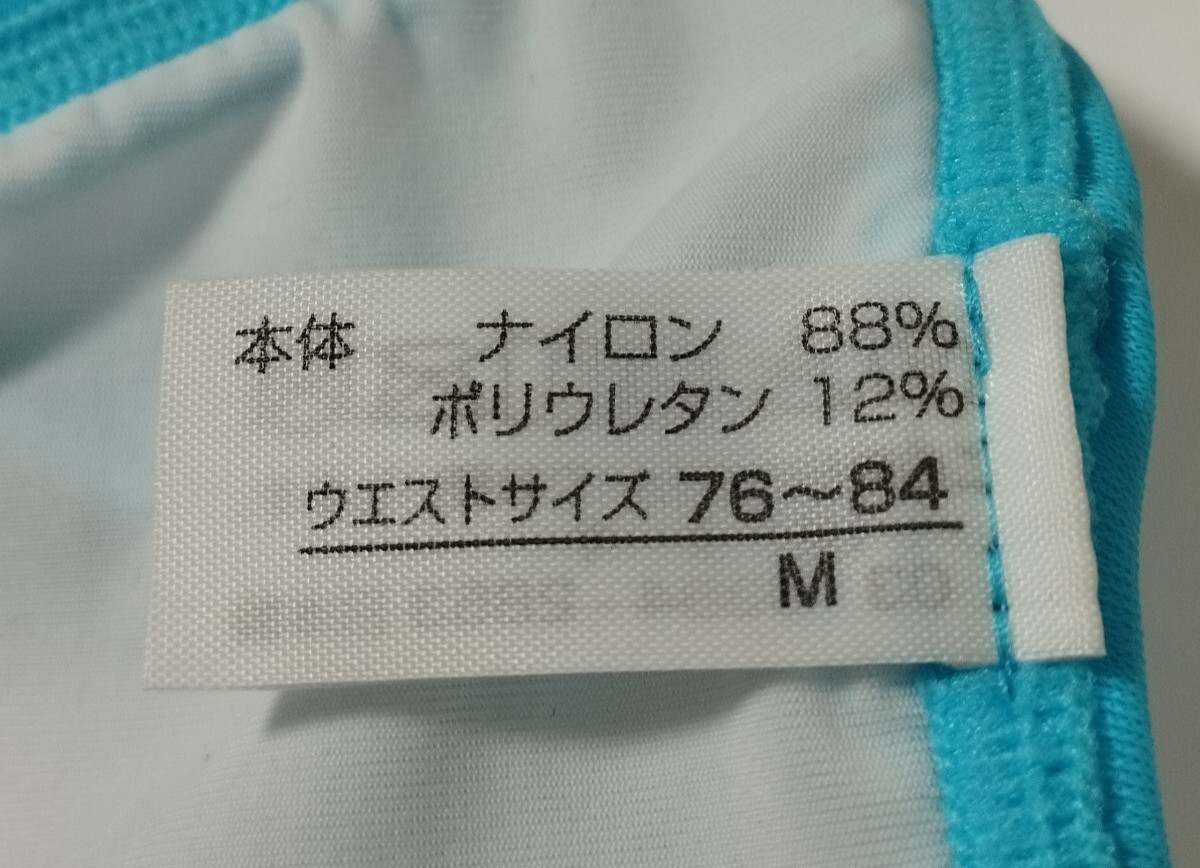 本体 ナイロン 88%
ポリウレタン 12%
ウエストサイズ 76〜84
M